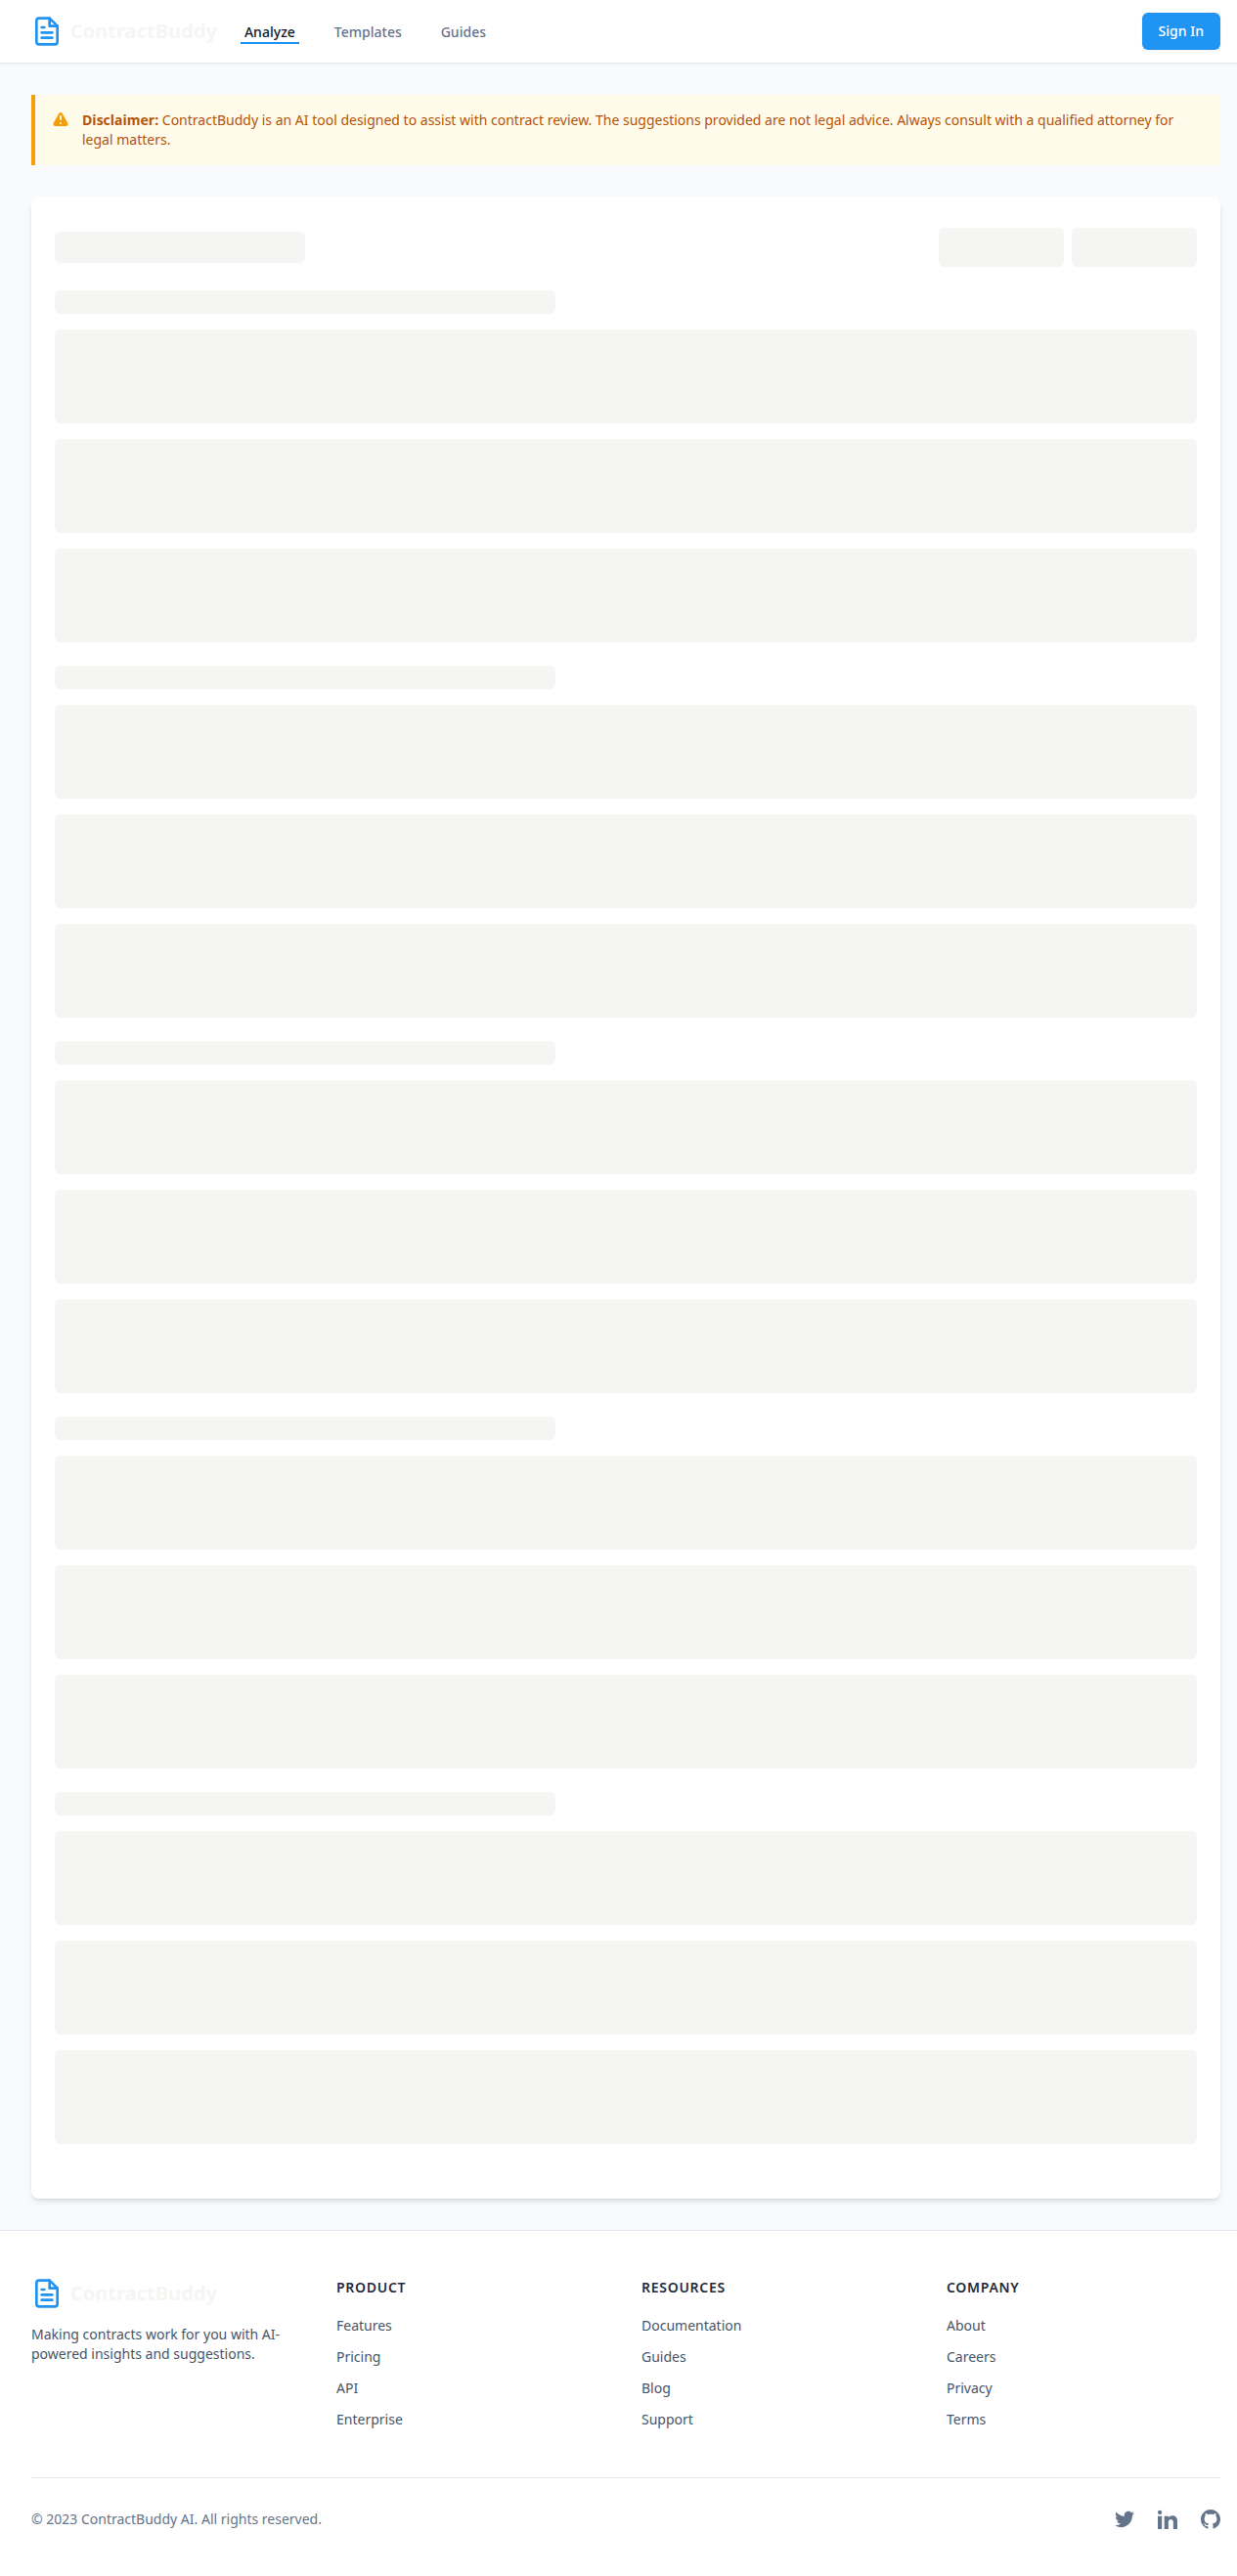 ContractBuddy
Analyze
Templates
Guides
Sign In
Disclaimer: ContractBuddy is an AI tool designed to assist with contract review. The suggestions provided are not legal advice. Always consult with a qualified attorney for
legal matters.
ContractBuddy
Making contracts work for you with AI-
powered insights and suggestions.
PRODUCT
Features
Pricing
API
Enterprise
RESOURCES
Documentation
Guides
Blog
Support
COMPANY
About
Careers
Privacy
Terms
© 2023 ContractBuddy AI. All rights reserved.